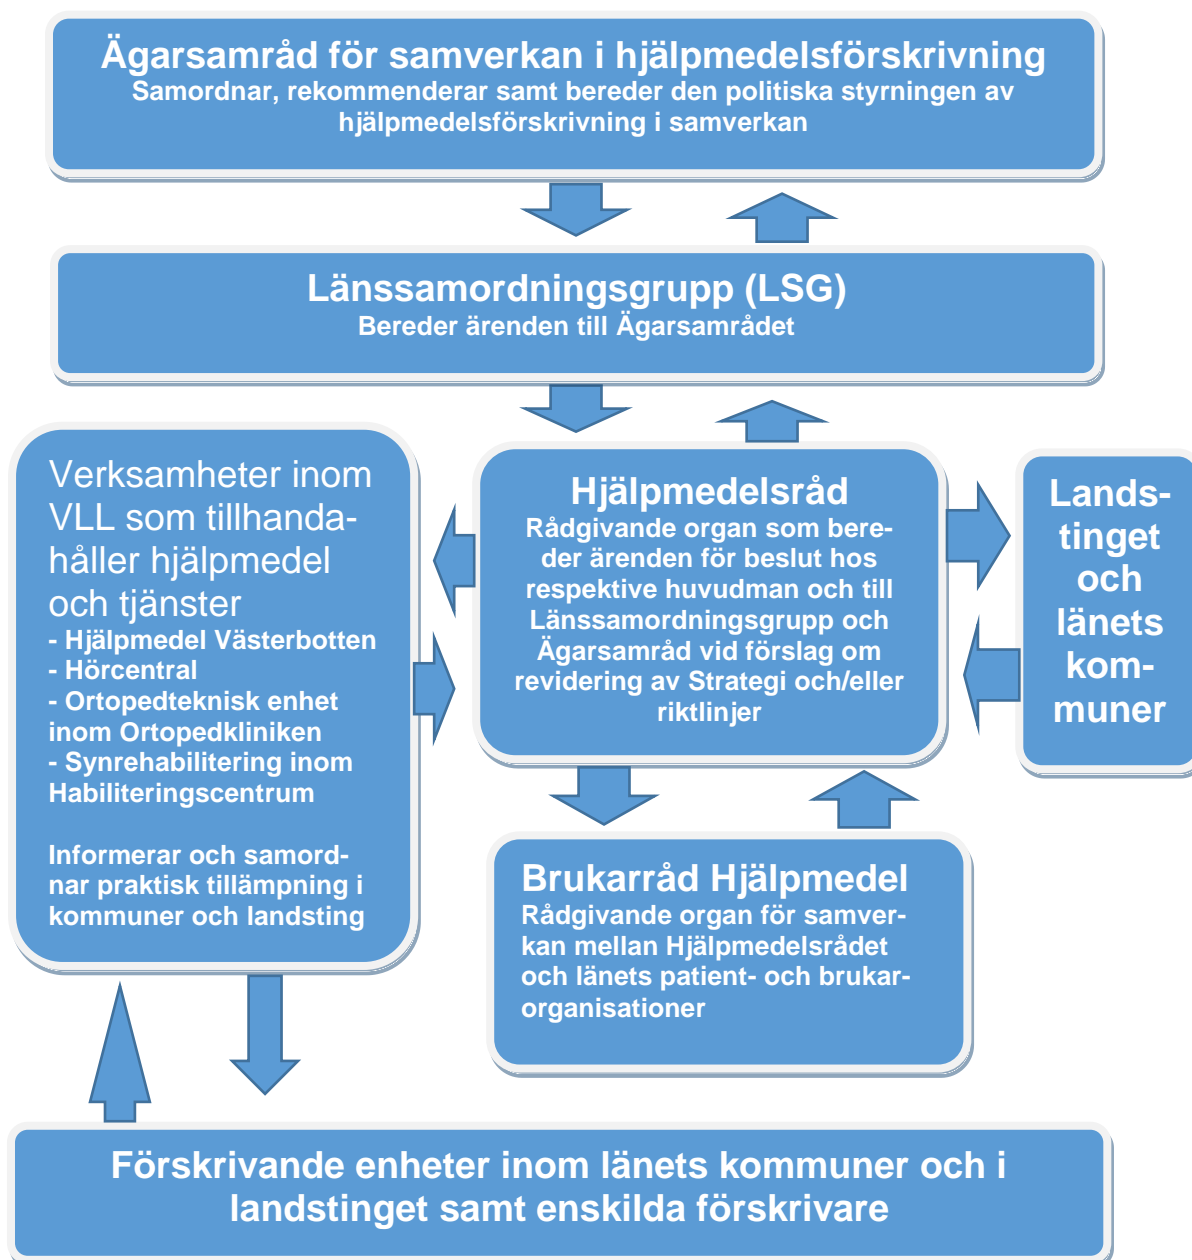 Ägarsamråd för samverkan i hjälpmedelsförskrivning
Samordnar, rekommenderar samt bereder den politiska styrningen av
hjälpmedelsförskrivning i samverkan
Länssamordningsgrupp (LSG)
Bereder ärenden till Ägarsamrådet
Verksamheter inom
VLL som tillhanda-
håller hjälpmedel
och tjänster
- Hjälpmedel Västerbotten
- Hörcentral
- Ortopedteknisk enhet
inom Ortopedkliniken
- Synrehabilitering inom
Habiliteringscentrum
Informerar och samord-
nar praktisk tillämpning i
kommuner och landsting
Hjälpmedelsråd
Rådgivande organ som bere-
der ärenden för beslut hos
respektive huvudman och till
Länssamordningsgrupp och
Ägarsamråd vid förslag om
revidering av Strategi och/eller
riktlinjer
Lands-
tinget
och
länets
kom-
muner
Brukarråd Hjälpmedel
Rådgivande organ för samver-
kan mellan Hjälpmedelsrådet
och länets patient- och brukar-
organisationer
Förskrivande enheter inom länets kommuner och i
landstinget samt enskilda förskrivare